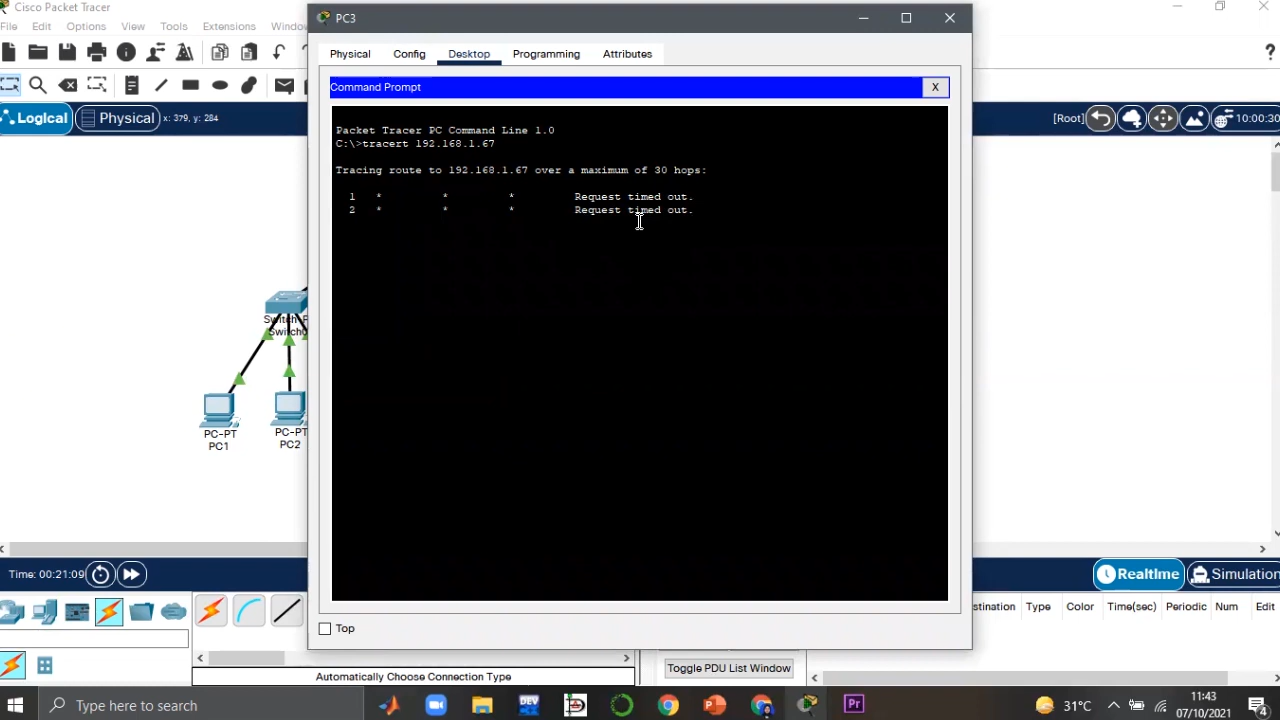 Cisco Packet Tracer
PC3
File Edit Options View Tools Extensions Window
Physical Config Desktop Programming Attributes
Command Prompt X
Logical Physical x: 379, y: 284
[Root] 10:00:30
Packet Tracer PC Command Line 1.0
C:\>tracert 192.168.1.67
Tracing route to 192.168.1.67 over a maximum of 30 hops:
1 * * * Request timed out.
2 * * * Request timed out.
PC-PT
PC1
PC-PT
PC2
Time: 00:21:09
Realtime Simulation
Type Color Time(sec) Periodic Num Edit
Top
Automatically Choose Connection Type
Toggle PDU List Window
Type here to search
31°C
11:43
07/10/2021
4